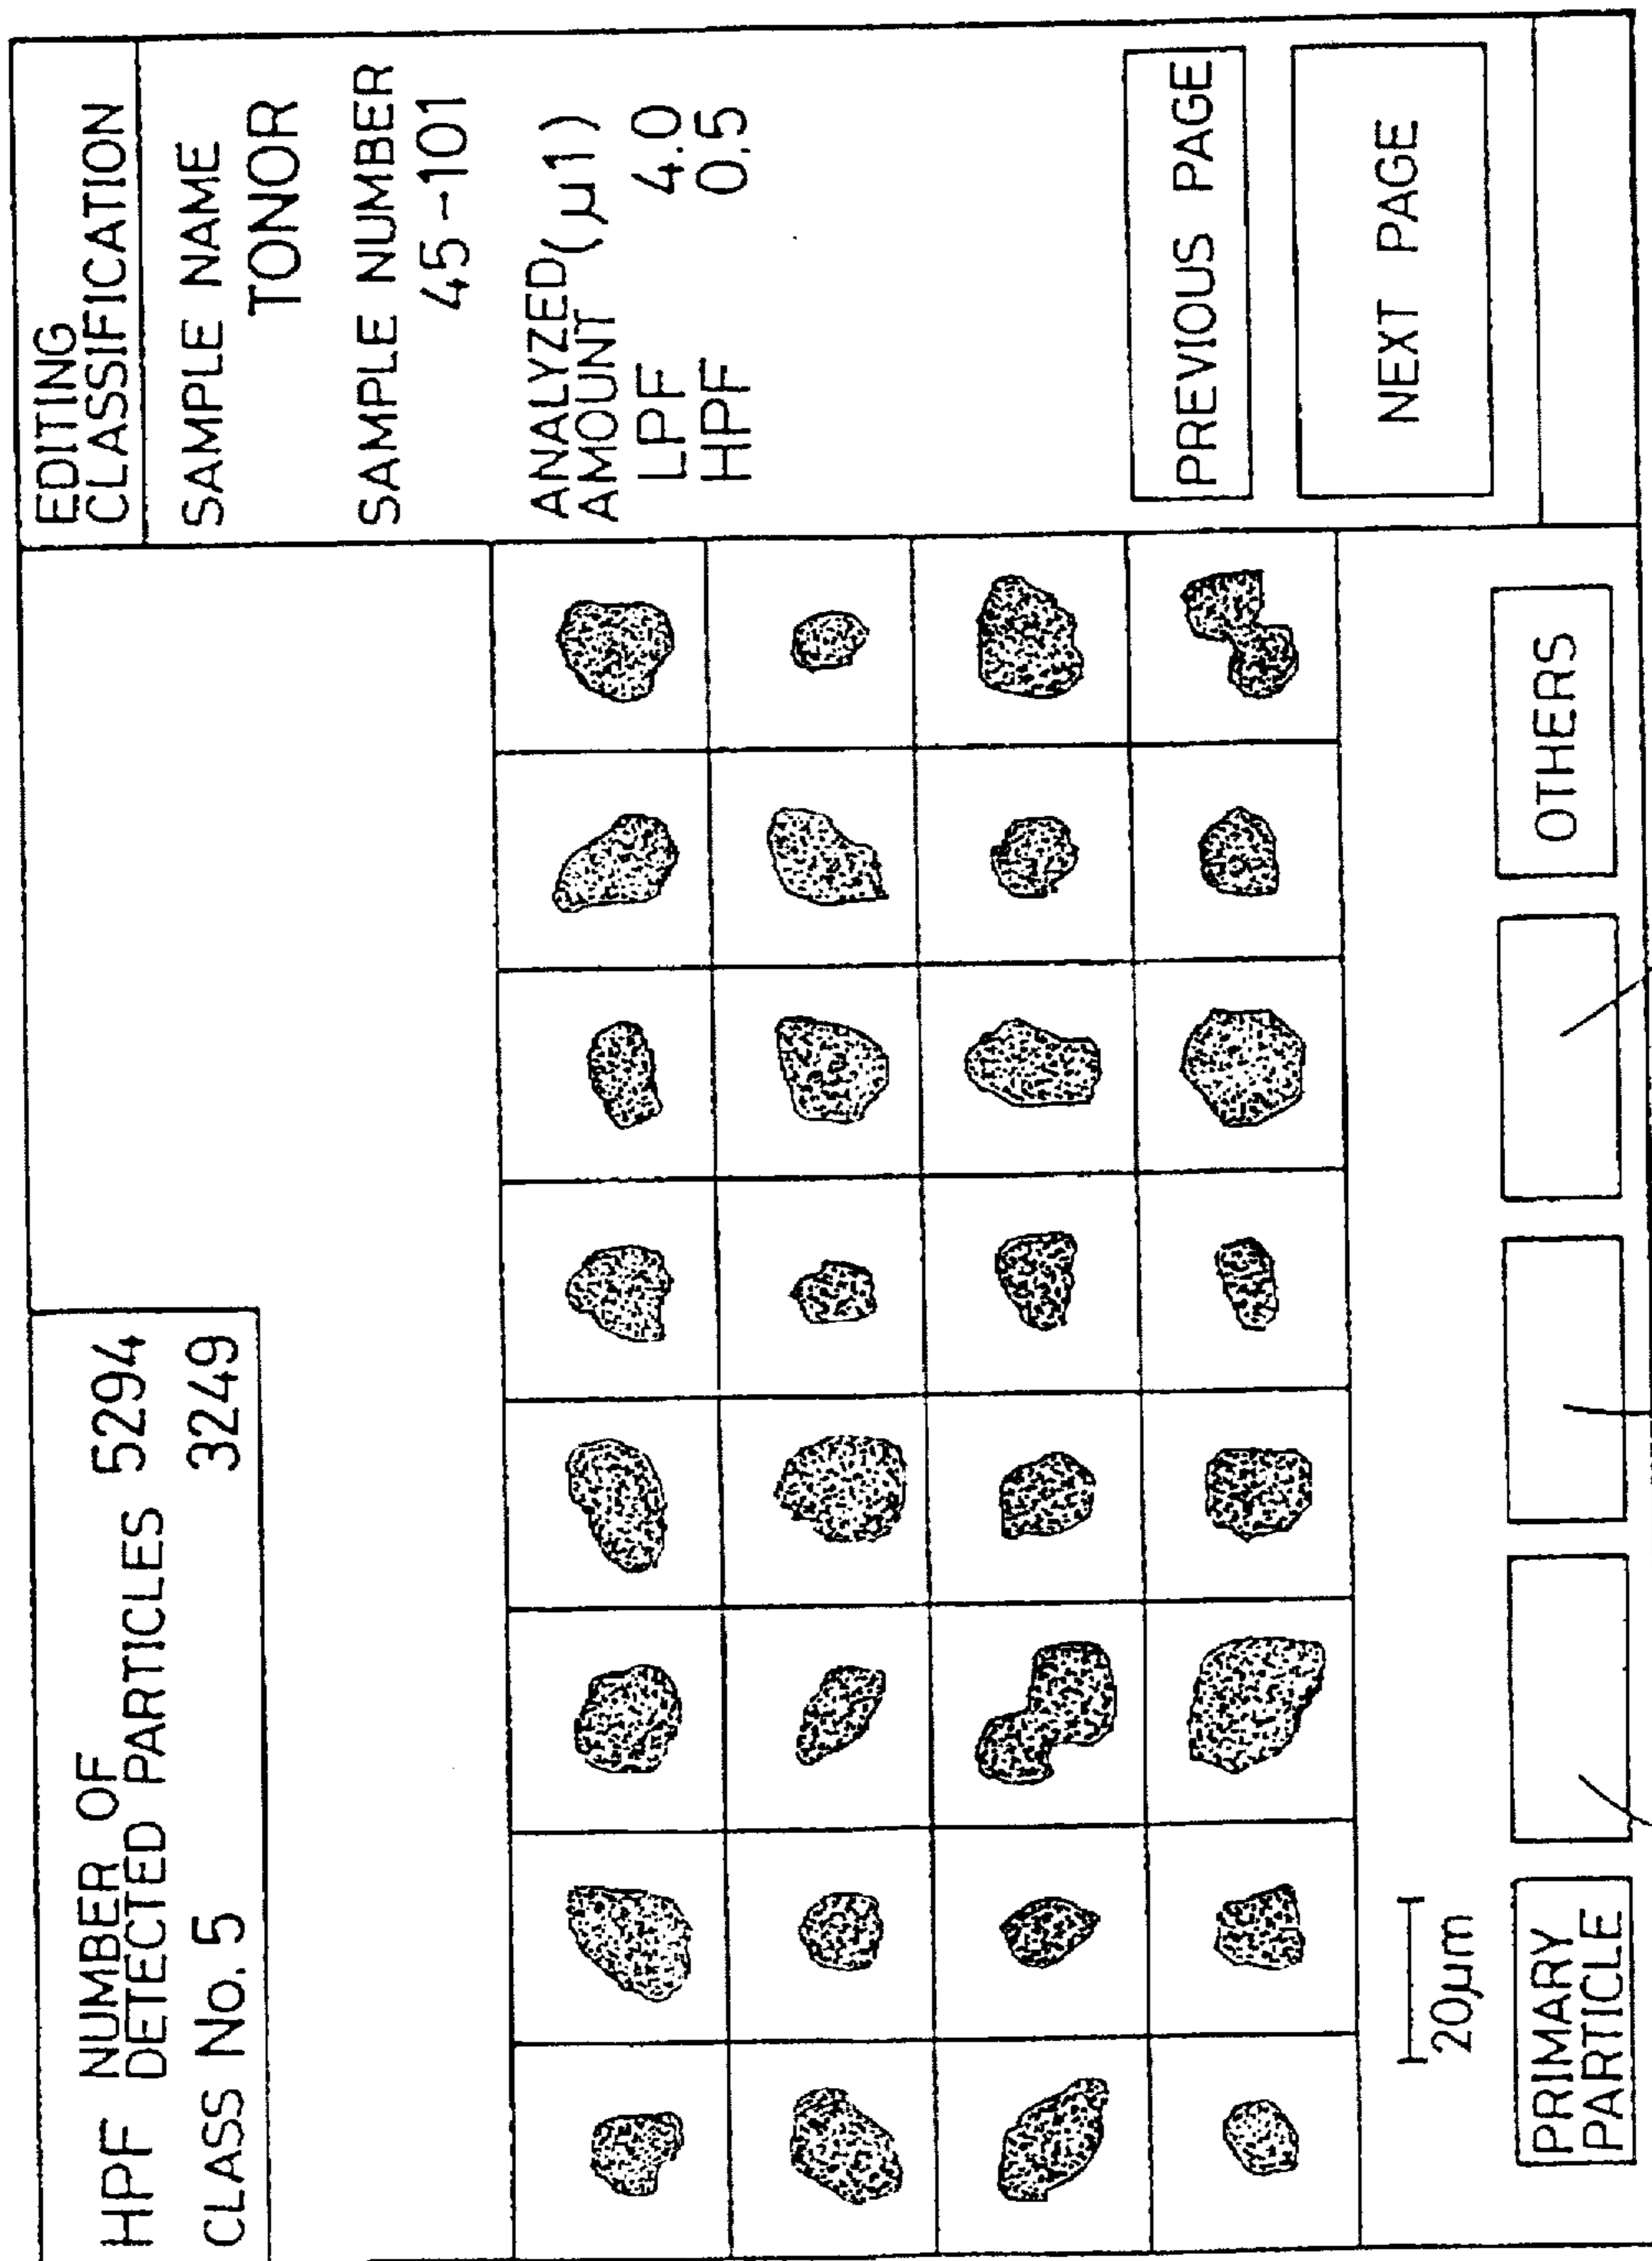 HPF NUMBER OF
DETECTED PARTICLES 5294
CLASS No. 5 3249
EDITING
CLASSIFICATION
SAMPLE NAME
TONOR
SAMPLE NUMBER
45-101
ANALYZED
AMOUNT (μ1)
LPF 4.0
HPF 0.5
PREVIOUS PAGE
NEXT PAGE
20μm
PRIMARY
PARTICLE
OTHERS